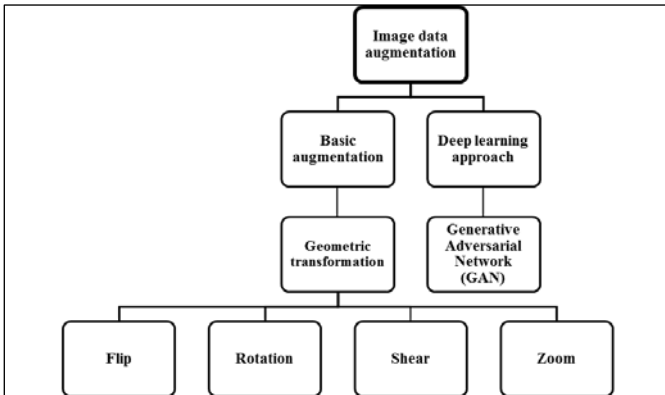 Image data
augmentation
Basic
augmentation
Deep learning
approach
Geometric
transformation
Generative
Adversarial
Network
(GAN)
Flip
Rotation
Shear
Zoom